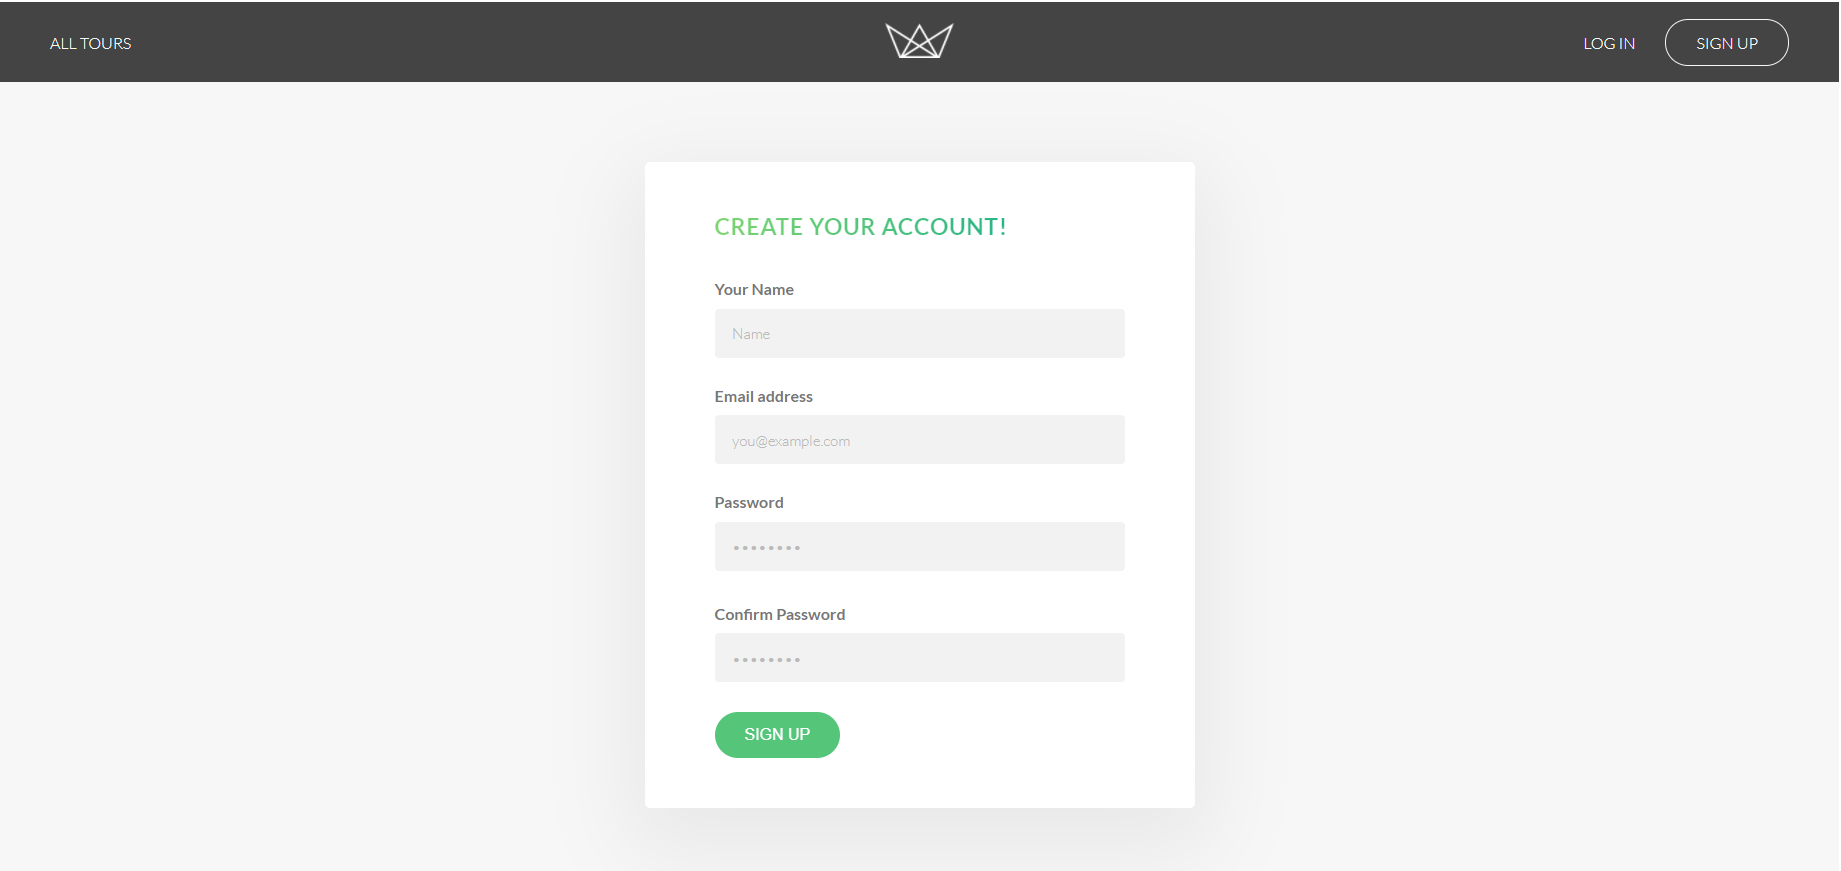 ALL TOURS
LOG IN
SIGN UP
CREATE YOUR ACCOUNT!
Your Name
Name
Email address
you@example.com
Password
••••••••
Confirm Password
••••••••
SIGN UP